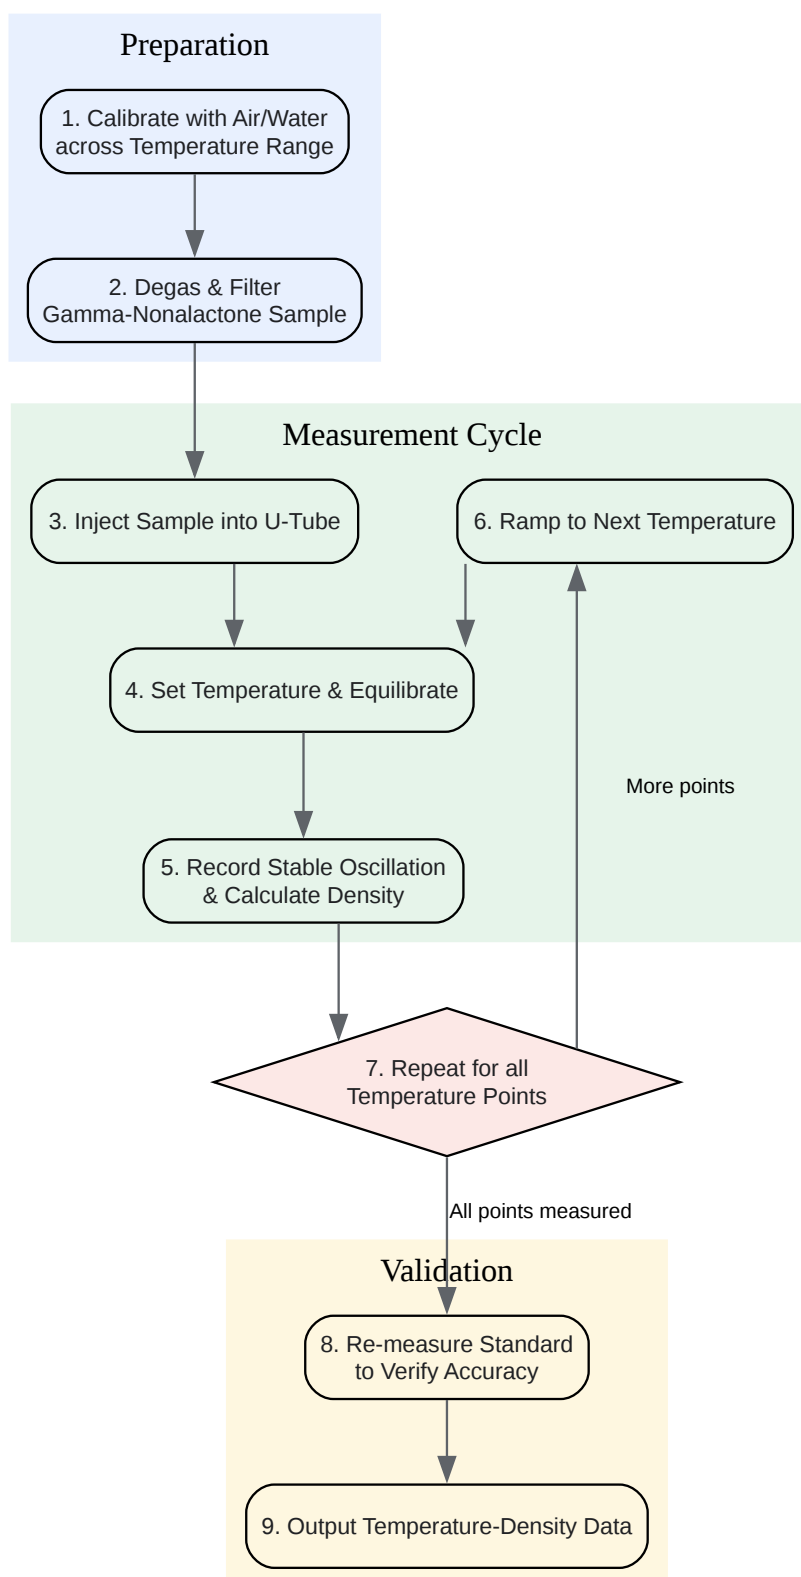 Preparation
1. Calibrate with Air/Water
across Temperature Range
2. Degas & Filter
Gamma-Nonalactone Sample
Measurement Cycle
3. Inject Sample into U-Tube
6. Ramp to Next Temperature
4. Set Temperature & Equilibrate
More points
5. Record Stable Oscillation
& Calculate Density
7. Repeat for all
Temperature Points
All points measured
Validation
8. Re-measure Standard
to Verify Accuracy
9. Output Temperature-Density Data